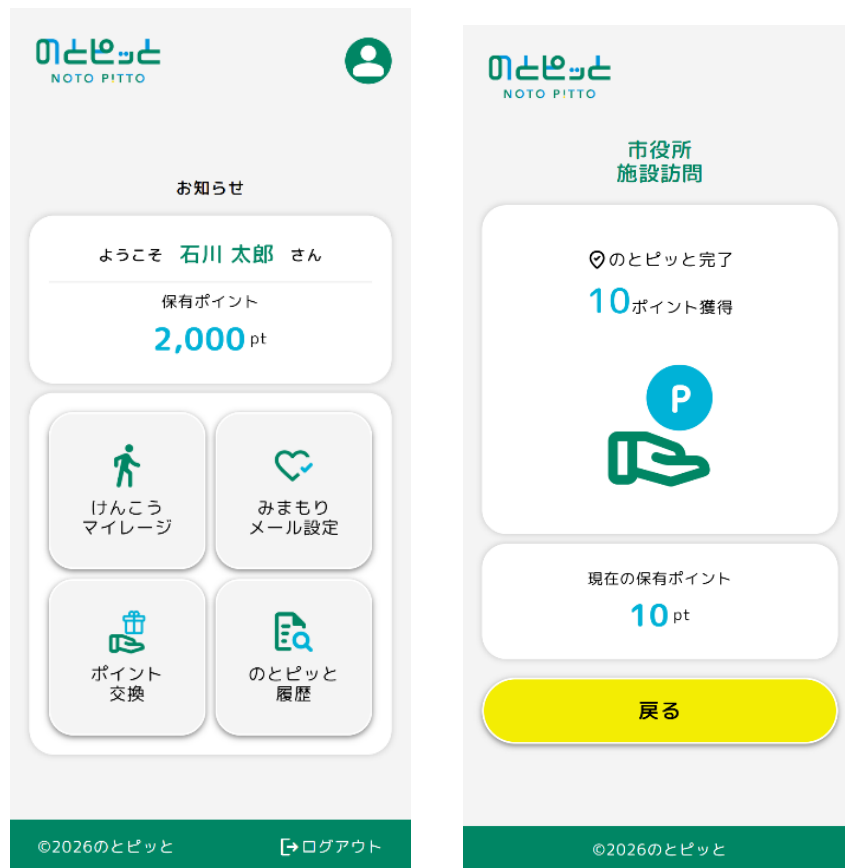 のとピッと
NOTO PITTO
お知らせ
ようこそ 石川 太郎 さん
保有ポイント
2,000 pt
けんこう
マイレージ
みまもり
メール設定
ポイント
交換
のとピッと
履歴
©2026のとピッと
ログアウト
のとピッと
NOTO PITTO
市役所
施設訪問
のとピッと完了
10ポイント獲得
P
現在の保有ポイント
10 pt
戻る
©2026のとピッと